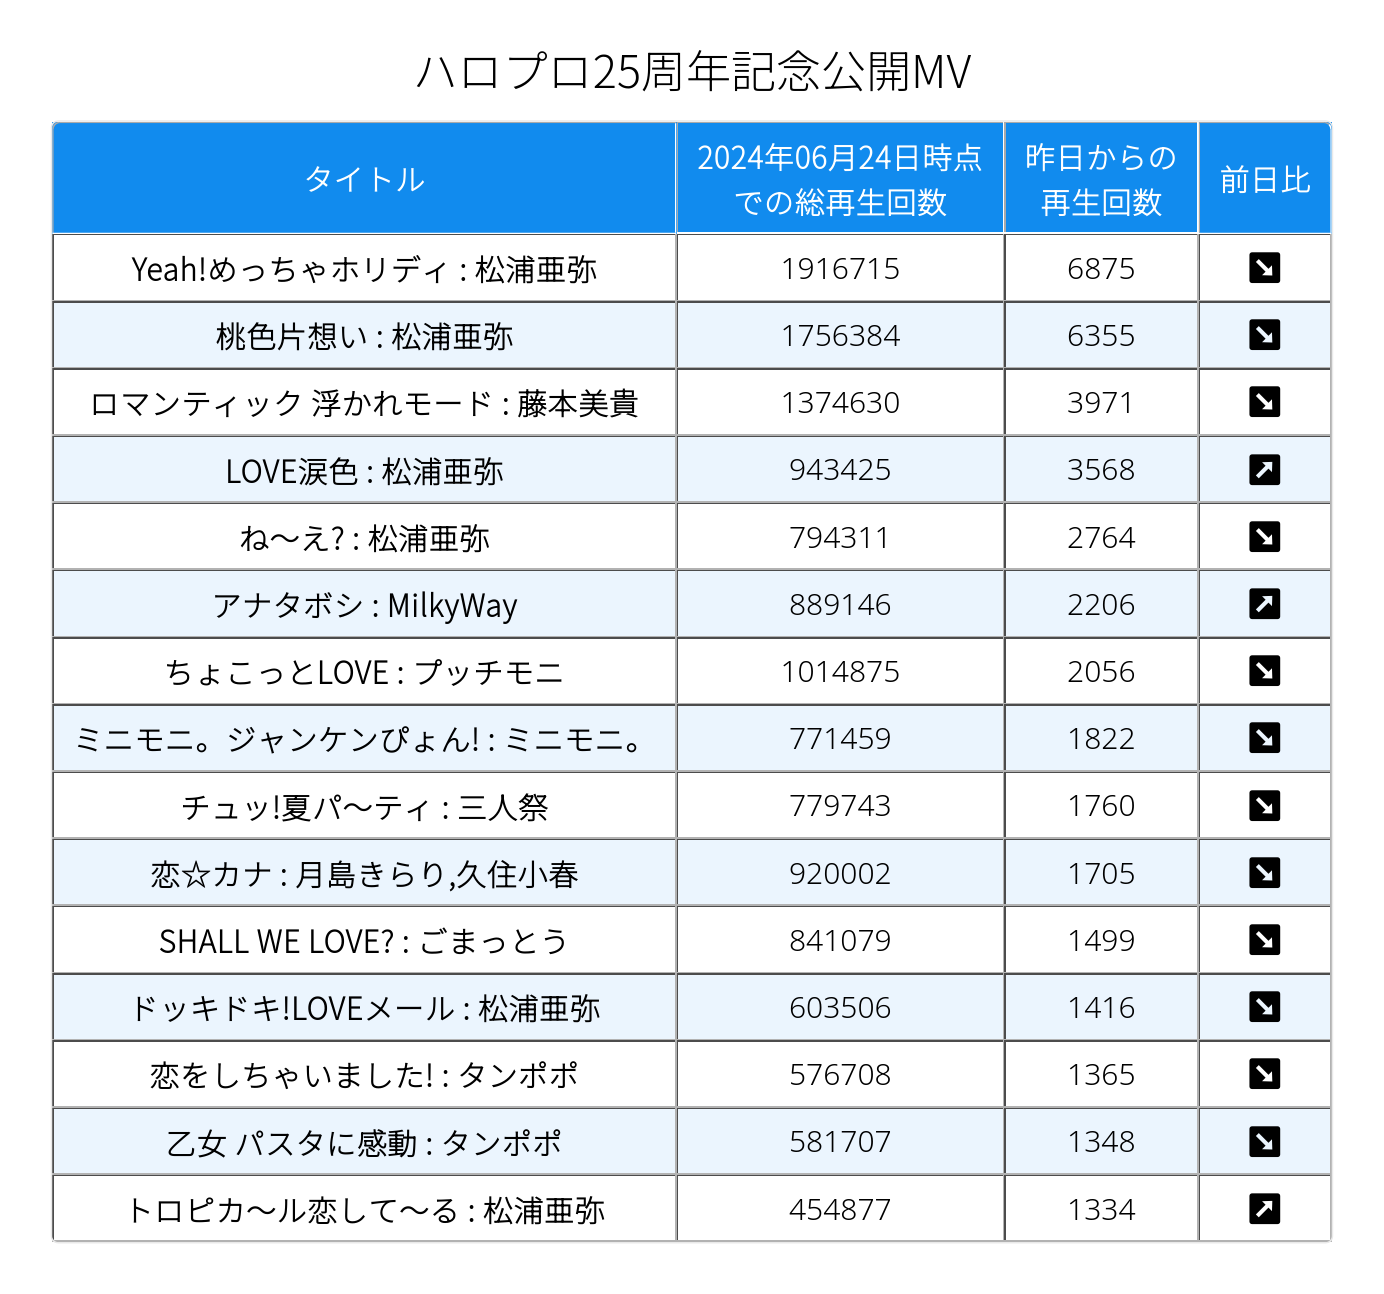 ハロプロ25周年記念公開MV
タイトル 2024年06月24日時点 での総再生回数 昨日からの 再生回数 前日比
Yeah!めっちゃホリディ : 松浦亜弥 1916715 6875 ↘
桃色片想い : 松浦亜弥 1756384 6355 ↘
ロマンティック 浮かれモード : 藤本美貴 1374630 3971 ↘
LOVE涙色 : 松浦亜弥 943425 3568 ↗
ね〜え? : 松浦亜弥 794311 2764 ↘
アナタボシ : MilkyWay 889146 2206 ↗
ちょこっとLOVE : プッチモニ 1014875 2056 ↘
ミニモニ。ジャンケンぴょん! : ミニモニ。 771459 1822 ↘
チュッ!夏パ〜ティ : 三人祭 779743 1760 ↘
恋☆カナ : 月島きらり,久住小春 920002 1705 ↘
SHALL WE LOVE? : ごまっとう 841079 1499 ↘
ドッキドキ!LOVEメール : 松浦亜弥 603506 1416 ↘
恋をしちゃいました! : タンポポ 576708 1365 ↘
乙女 パスタに感動 : タンポポ 581707 1348 ↘
トロピカ〜ル恋して〜る : 松浦亜弥 454877 1334 ↗